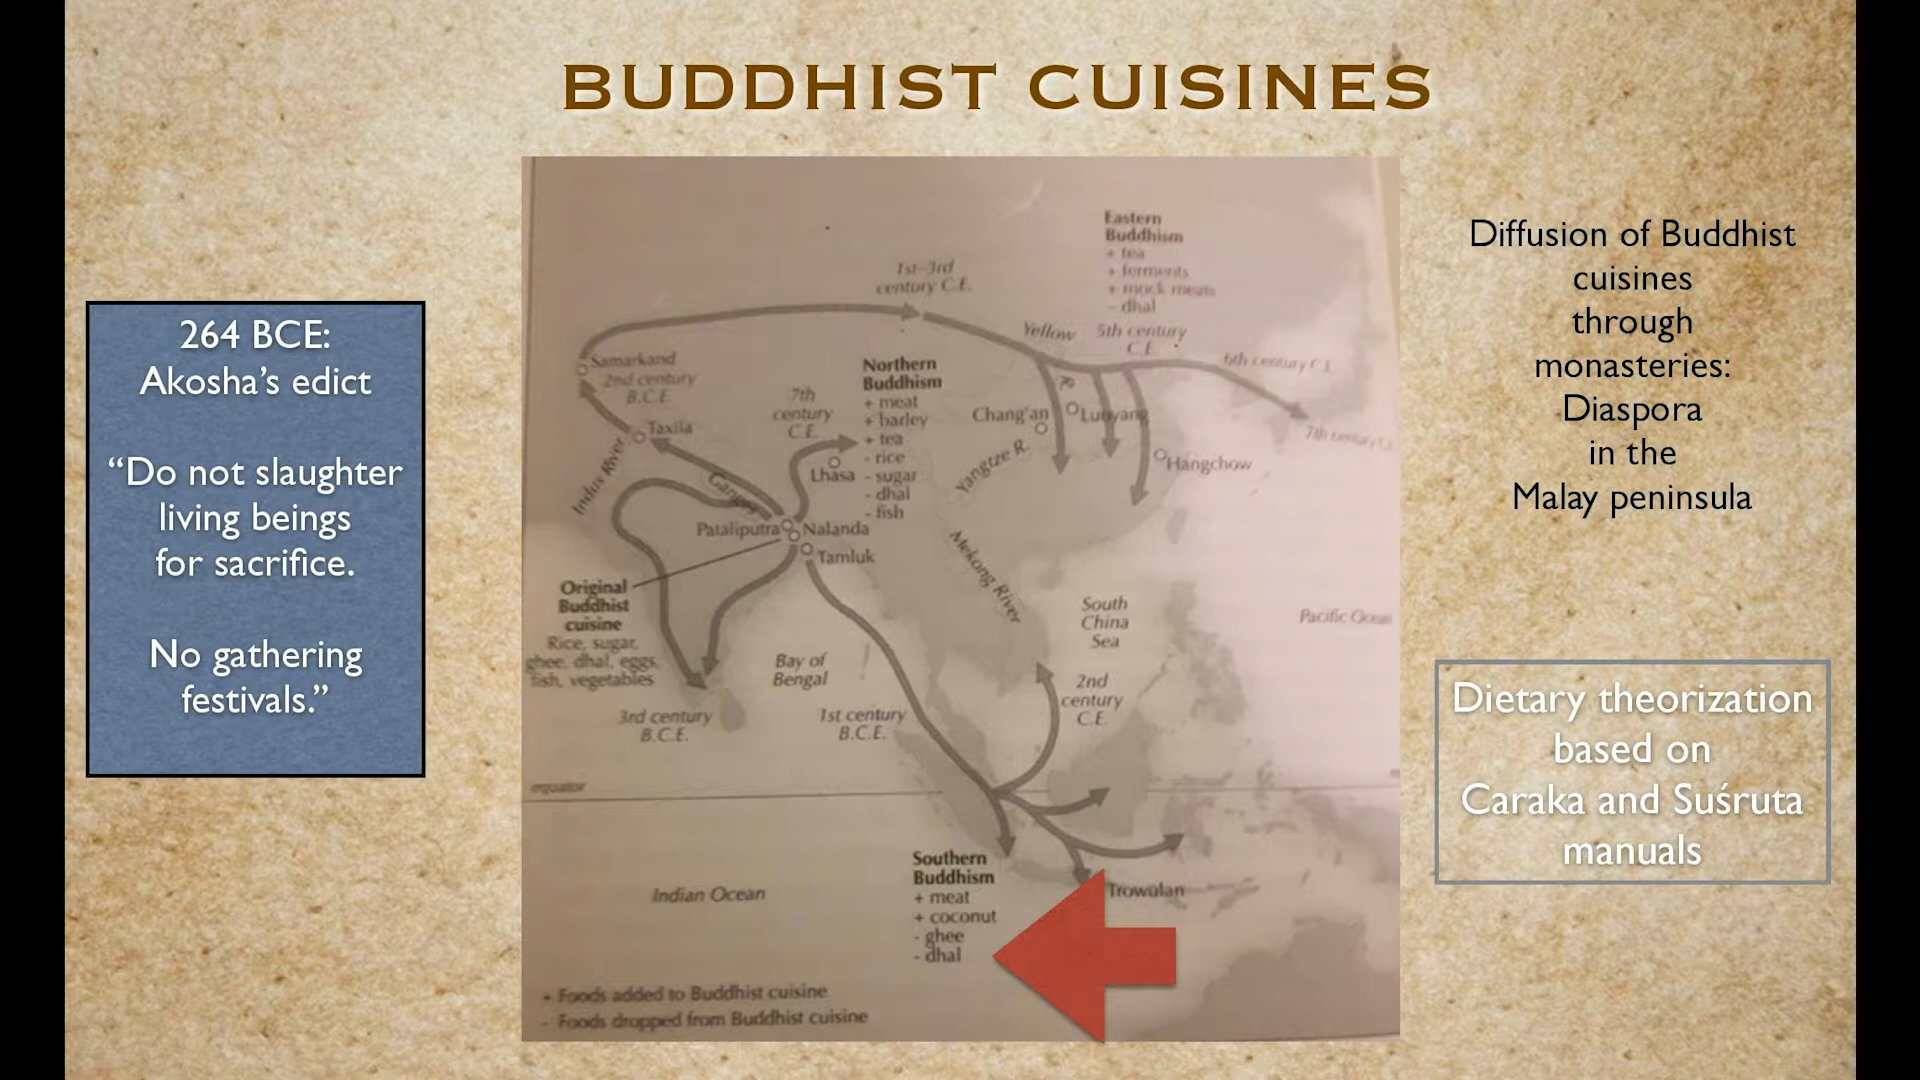 BUDDHIST CUISINES
264 BCE:
Akosha's edict
“Do not slaughter
living beings
for sacrifice.
No gathering
festivals.”
Eastern
Buddhism
+ tea
+ ferments
+ mock meats
- dhal
1st–3rd
century C.E.
Yellow
R.
5th century
C.E.
6th century C.E.
7th century C.E.
Samarkand
2nd century
B.C.E.
Northern
Buddhism
+ meat
+ barley
+ tea
- rice
- sugar
- dhal
- fish
7th
century
C.E.
Chang'an
Luoyang
Taxila
Lhasa
Hangchow
Yangtze R.
Indus River
Ganges
Pataliputra
Nalanda
Tamluk
Mekong River
Original
Buddhist
cuisine
Rice, sugar,
ghee, dhal, eggs,
fish, vegetables
South
China
Sea
Pacific Ocean
Bay of
Bengal
2nd
century
C.E.
3rd century
B.C.E.
1st century
B.C.E.
equator
Southern
Buddhism
+ meat
+ coconut
- ghee
- dhal
Indian Ocean
Trowulan
+ Foods added to Buddhist cuisine
- Foods dropped from Buddhist cuisine
Diffusion of Buddhist
cuisines
through
monasteries:
Diaspora
in the
Malay peninsula
Dietary theorization
based on
Caraka and Suśruta
manuals